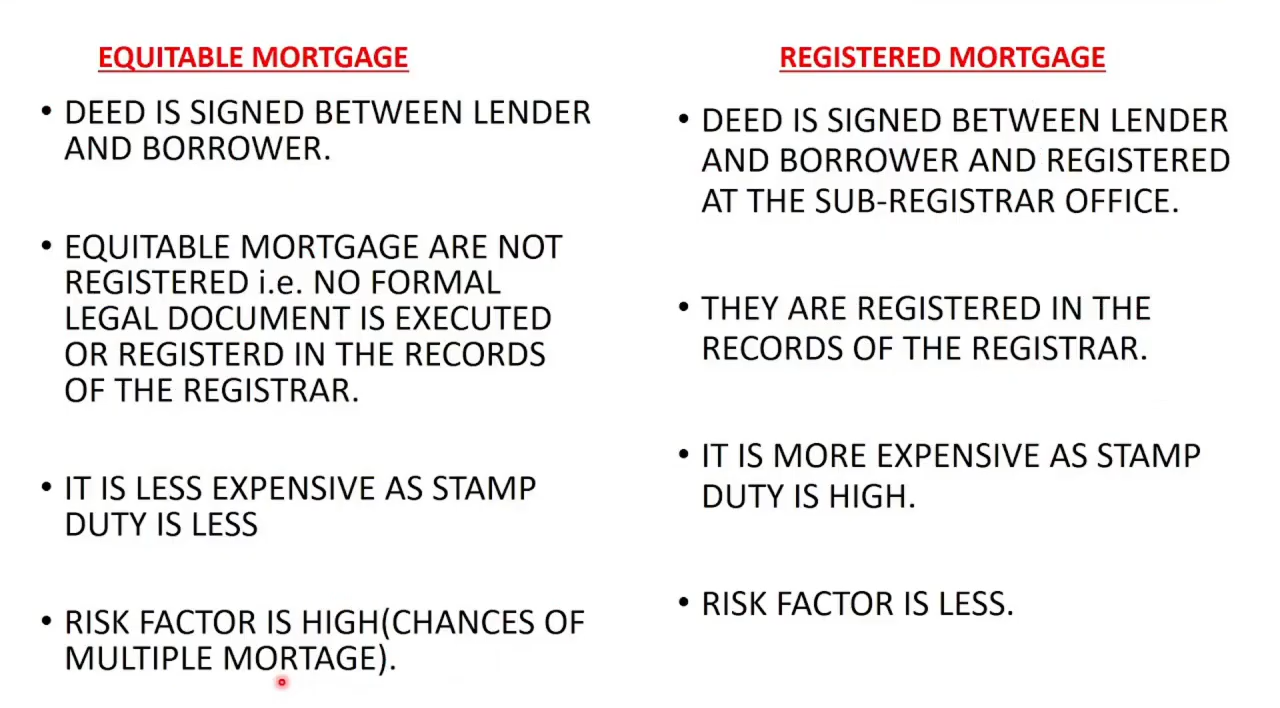 EQUITABLE MORTGAGE
• DEED IS SIGNED BETWEEN LENDER
AND BORROWER.
• EQUITABLE MORTGAGE ARE NOT
REGISTERED i.e. NO FORMAL
LEGAL DOCUMENT IS EXECUTED
OR REGISTERD IN THE RECORDS
OF THE REGISTRAR.
• IT IS LESS EXPENSIVE AS STAMP
DUTY IS LESS
• RISK FACTOR IS HIGH(CHANCES OF
MULTIPLE MORTAGE).
REGISTERED MORTGAGE
• DEED IS SIGNED BETWEEN LENDER
AND BORROWER AND REGISTERED
AT THE SUB-REGISTRAR OFFICE.
• THEY ARE REGISTERED IN THE
RECORDS OF THE REGISTRAR.
• IT IS MORE EXPENSIVE AS STAMP
DUTY IS HIGH.
• RISK FACTOR IS LESS.